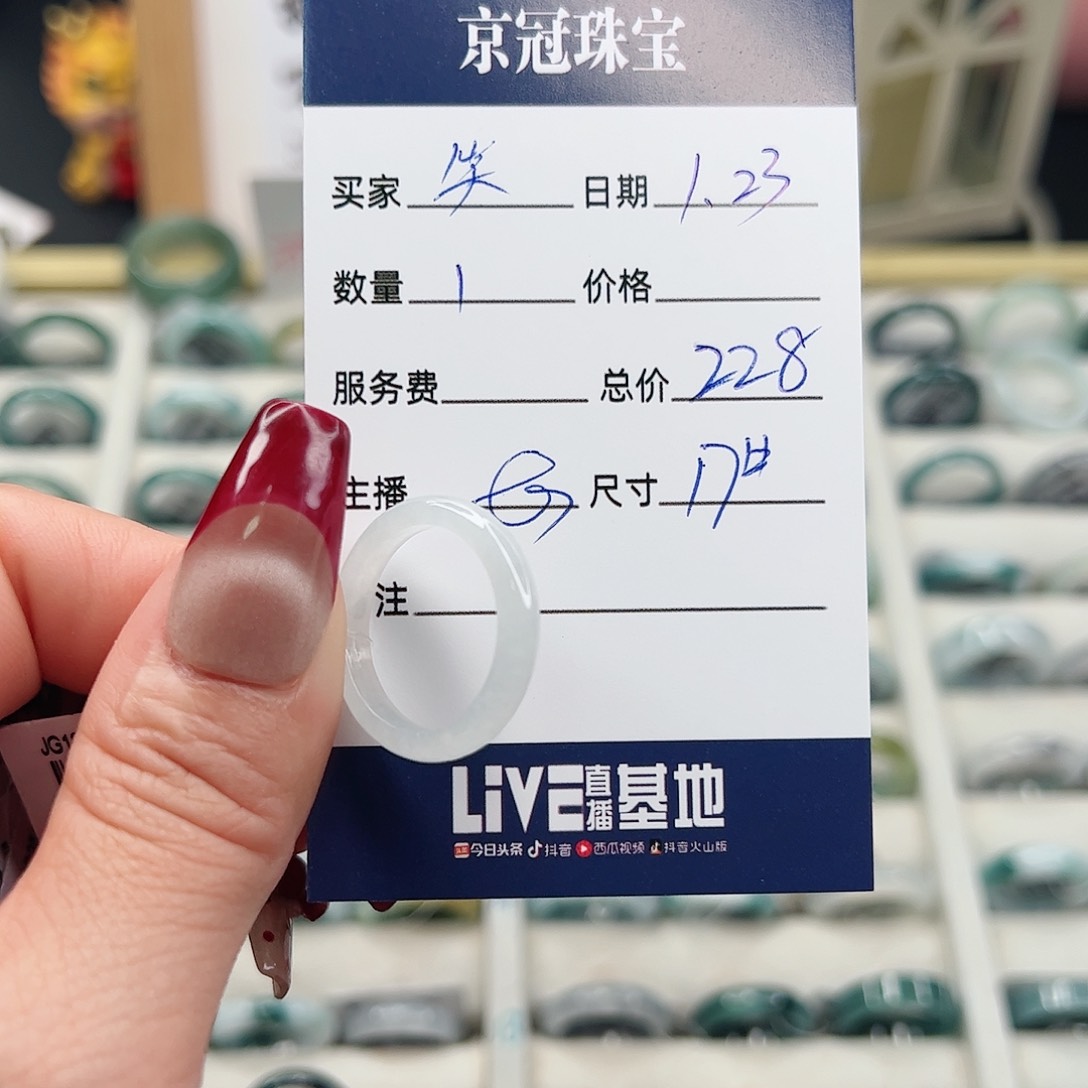 京冠珠宝
买家 笑 日期 1.23
数量 1 价格
服务费 总价 228
主播 尺寸 17
注
LIVE直播基地
今日头条 抖音 西瓜视频 抖音火山版
JG1